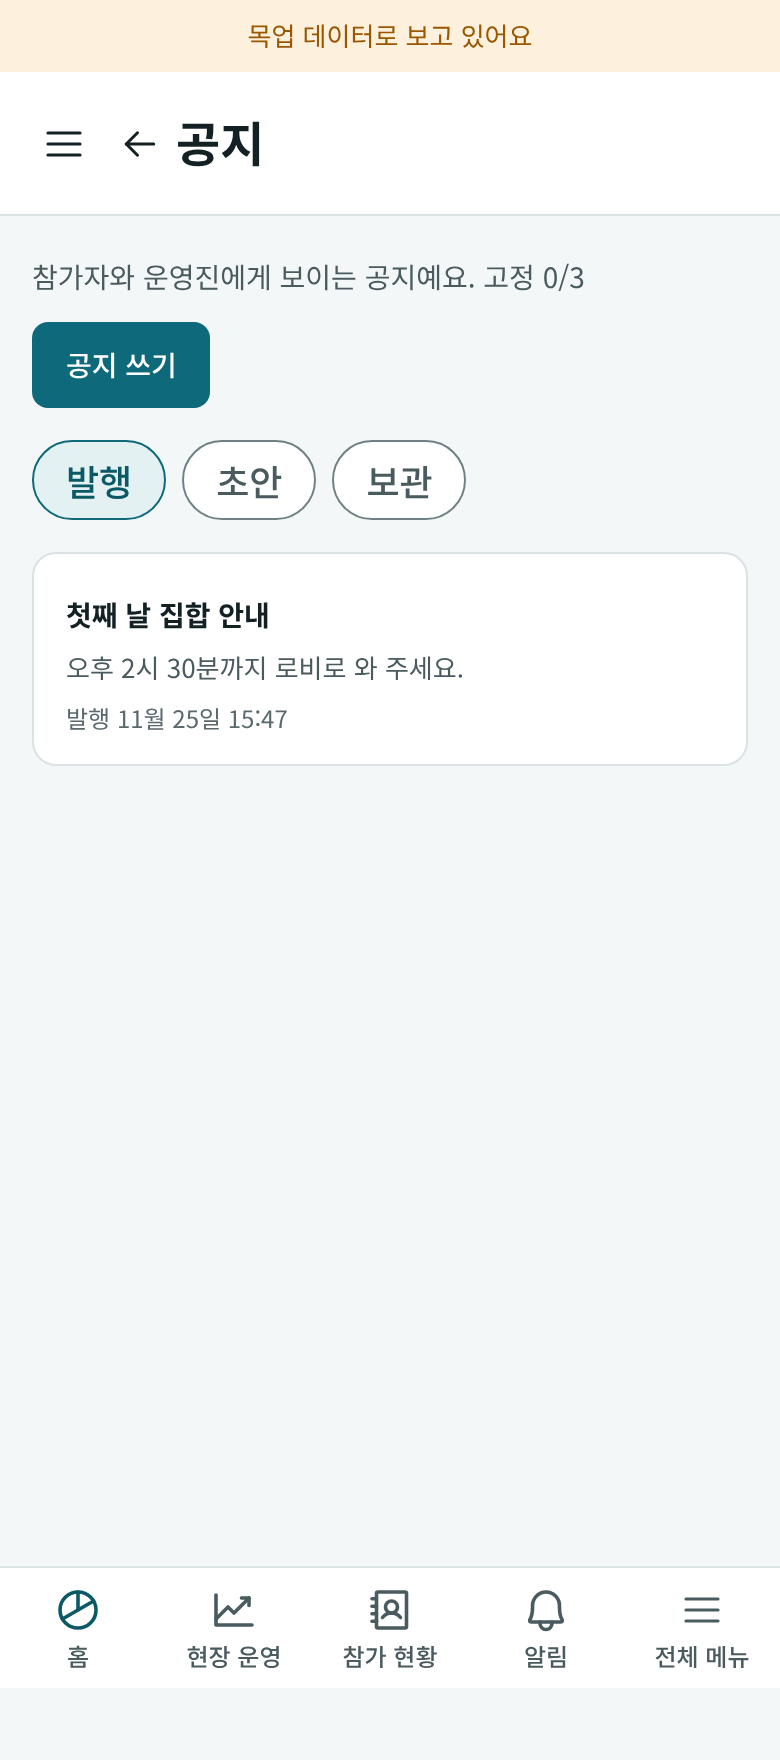 목업 데이터로 보고 있어요
공지
참가자와 운영진에게 보이는 공지예요. 고정 0/3
공지 쓰기
발행 초안 보관
첫째 날 집합 안내
오후 2시 30분까지 로비로 와 주세요.
발행 11월 25일 15:47
홈 현장 운영 참가 현황 알림 전체 메뉴